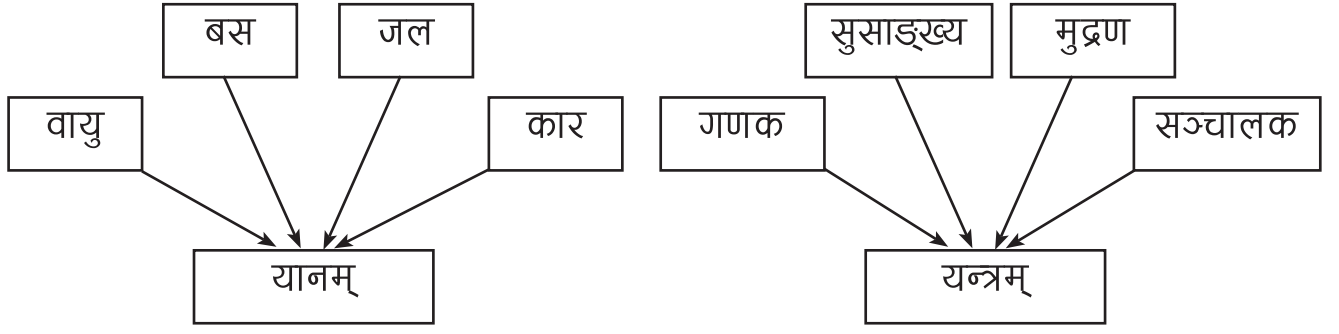 बस
जल
वायु
कार
यानम्
सुसाङ्ख्य
मुद्रण
गणक
सञ्चालक
यन्त्रम्